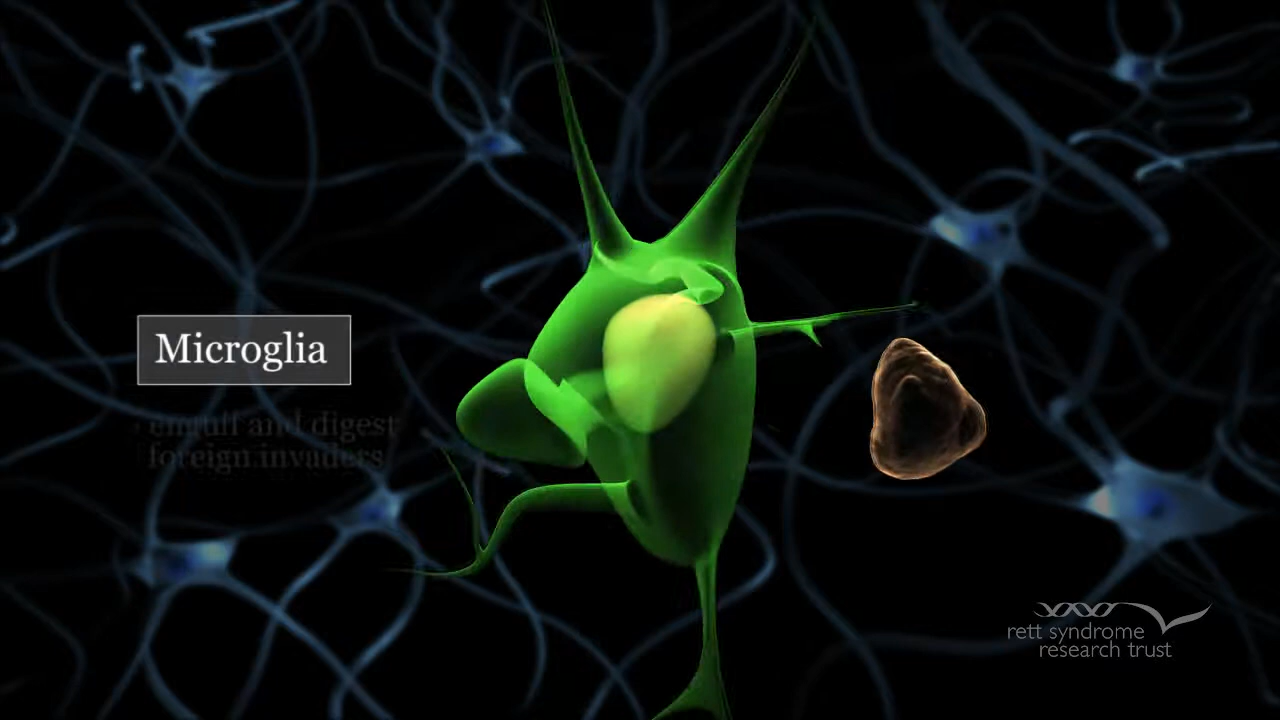 Microglia
engulf and digest
foreign invaders
rett syndrome
research trust